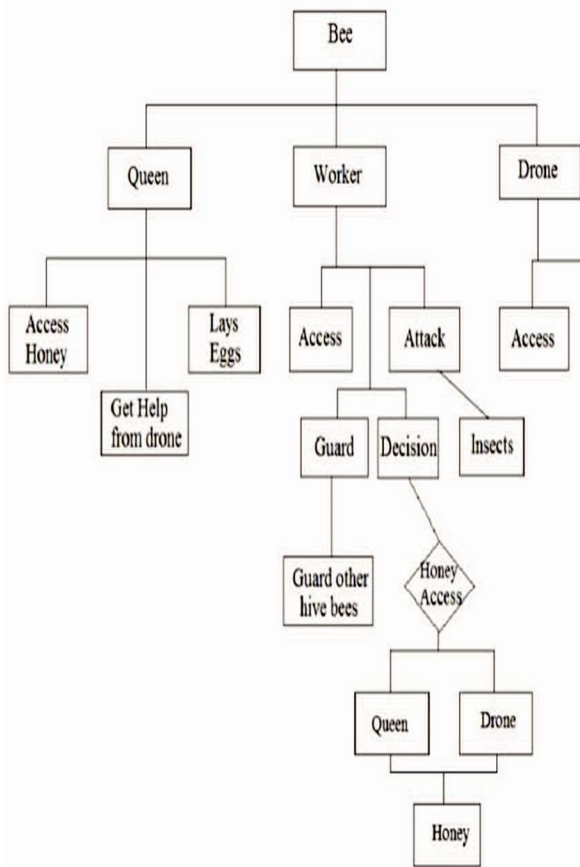 Bee
Queen
Worker
Drone
Access
Honey
Lays
Eggs
Access
Attack
Access
Get Help
from drone
Guard
Decision
Insects
Guard other
hive bees
Honey
Access
Queen
Drone
Honey